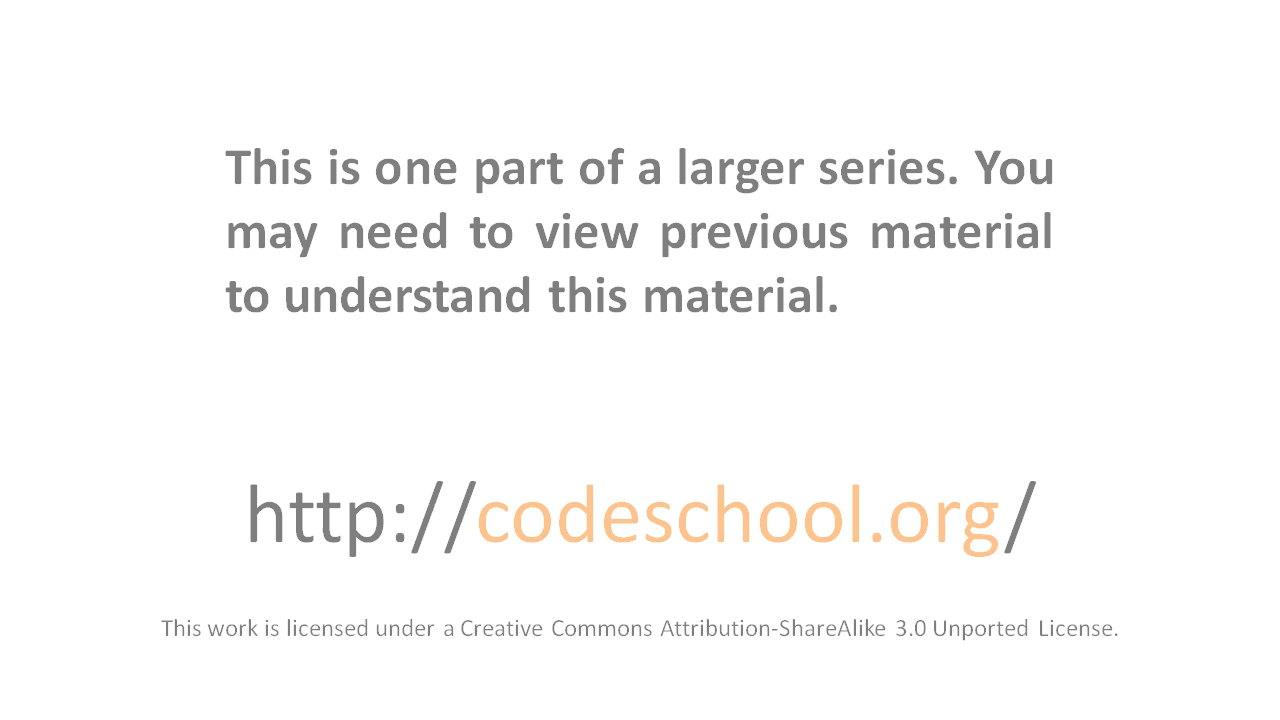 This is one part of a larger series. You
may need to view previous material
to understand this material.
http://codeschool.org/
This work is licensed under a Creative Commons Attribution-ShareAlike 3.0 Unported License.